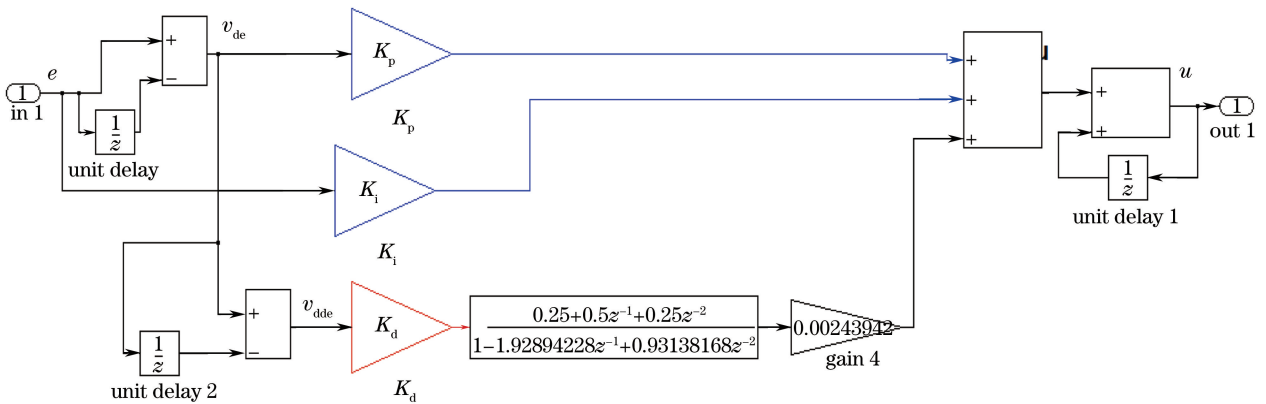 e
1
in 1
+
−
v_de
1/z
unit delay
K_p
K_p
K_i
K_i
1/z
unit delay 2
+
−
v_dde
K_d
K_d
0.25+0.5z⁻¹+0.25z⁻²
1−1.92894228z⁻¹+0.93138168z⁻²
0.00243942
gain 4
+
+
+
+
+
u
1
out 1
1/z
unit delay 1